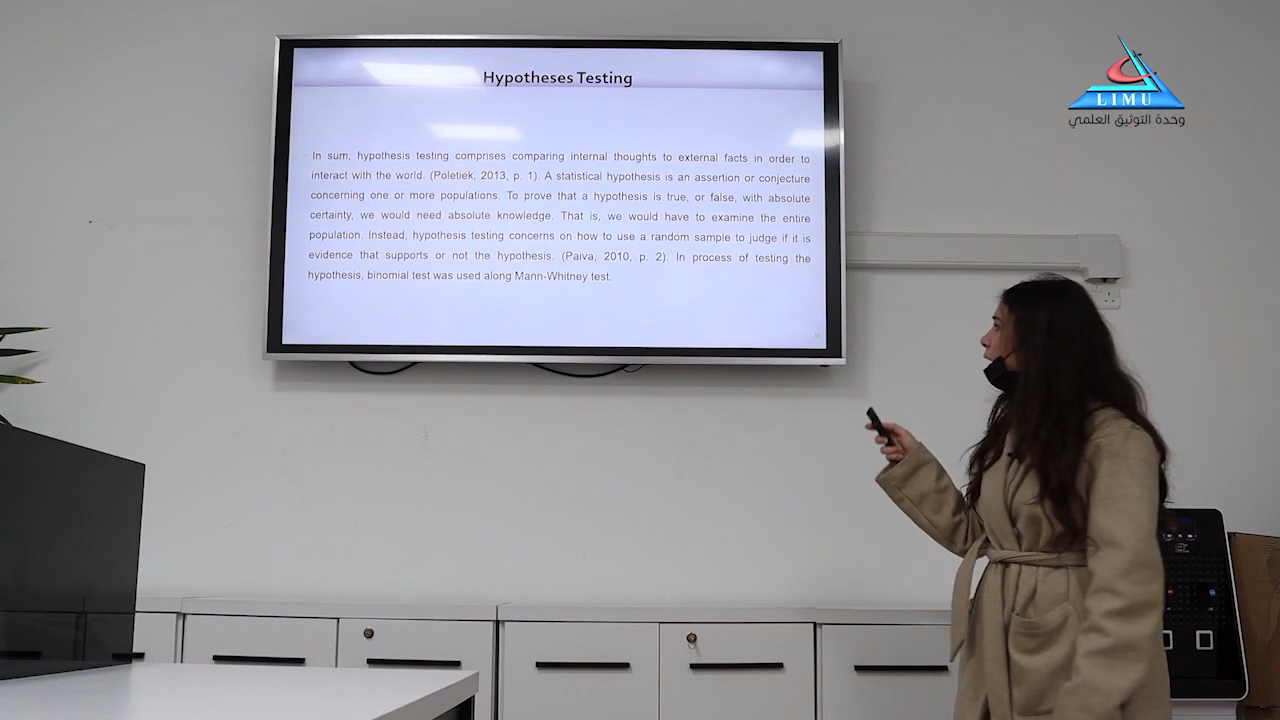 Hypotheses Testing
In sum, hypothesis testing comprises comparing internal thoughts to external facts in order to
interact with the world. (Poletiek, 2013, p. 1). A statistical hypothesis is an assertion or conjecture
concerning one or more populations. To prove that a hypothesis is true, or false, with absolute
certainty, we would need absolute knowledge. That is, we would have to examine the entire
population. Instead, hypothesis testing concerns on how to use a random sample to judge if it is
evidence that supports or not the hypothesis. (Paiva, 2010, p. 2). In process of testing the
hypothesis, binomial test was used along Mann-Whitney test.
LIMU
وحدة التوثيق العلمي